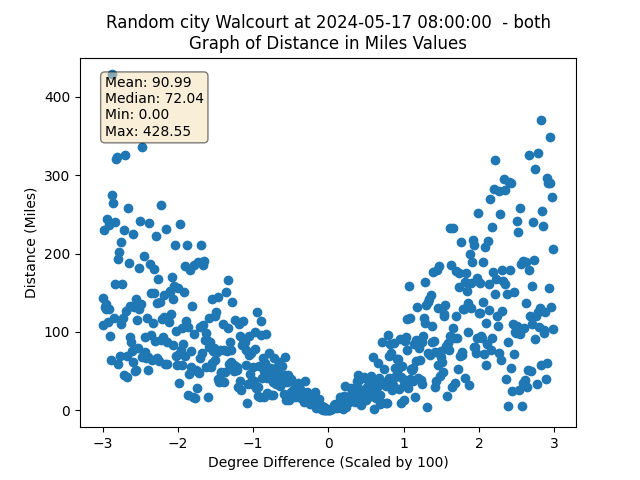 Random city Walcourt at 2024-05-17 08:00:00  - both
Graph of Distance in Miles Values
Mean: 90.99
Median: 72.04
Min: 0.00
Max: 428.55
400
300
200
100
0
Distance (Miles)
−3 −2 −1 0 1 2 3
Degree Difference (Scaled by 100)